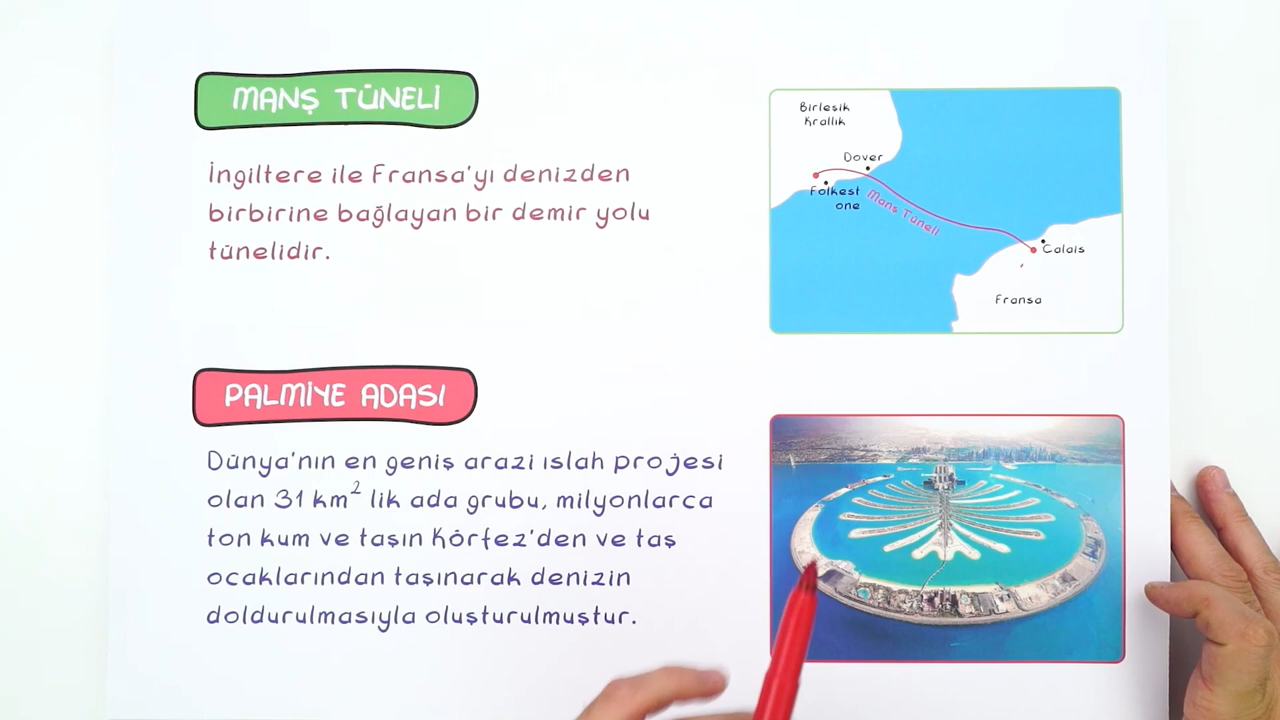 MANŞ TÜNELİ
İngiltere ile Fransa'yı denizden
birbirine bağlayan bir demir yolu
tünelidir.
Birleşik
Krallık
Dover
Folkest
one
Manş Tüneli
Calais
Fransa
PALMİYE ADASI
Dünya'nın en geniş arazi ıslah projesi
olan 31 km² lik ada grubu, milyonlarca
ton kum ve taşın Körfez'den ve taş
ocaklarından taşınarak denizin
doldurulmasıyla oluşturulmuştur.